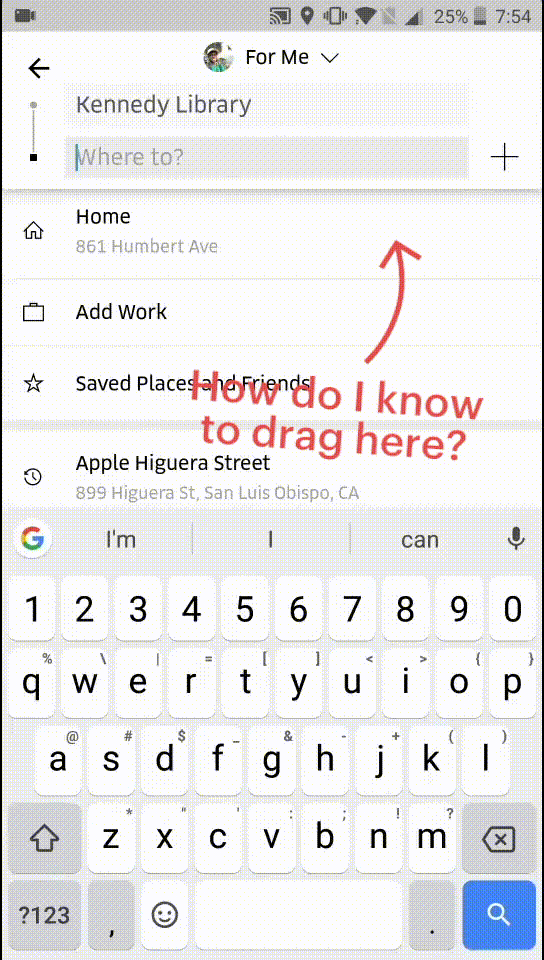 25% 7:54
For Me
Kennedy Library
Where to?
Home
861 Humbert Ave
Add Work
Saved Places and Friends
How do I know
to drag here?
Apple Higuera Street
899 Higuera St, San Luis Obispo, CA
G I'm I can
1 2 3 4 5 6 7 8 9 0
% \ | = [ ] < > { }
q w e r t y u i o p
@ # $ _ & - + ( )
a s d f g h j k l
* " ' : ; ! ?
z x c v b n m
?123 , .